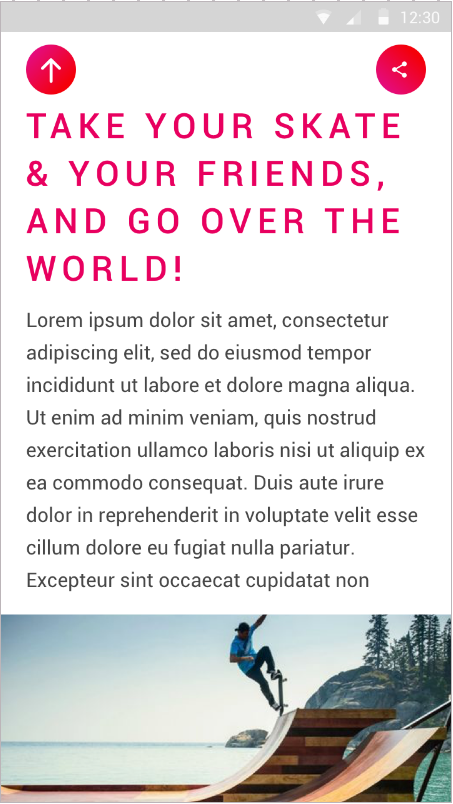 12:30
TAKE YOUR SKATE
& YOUR FRIENDS,
AND GO OVER THE
WORLD!
Lorem ipsum dolor sit amet, consectetur
adipiscing elit, sed do eiusmod tempor
incididunt ut labore et dolore magna aliqua.
Ut enim ad minim veniam, quis nostrud
exercitation ullamco laboris nisi ut aliquip ex
ea commodo consequat. Duis aute irure
dolor in reprehenderit in voluptate velit esse
cillum dolore eu fugiat nulla pariatur.
Excepteur sint occaecat cupidatat non